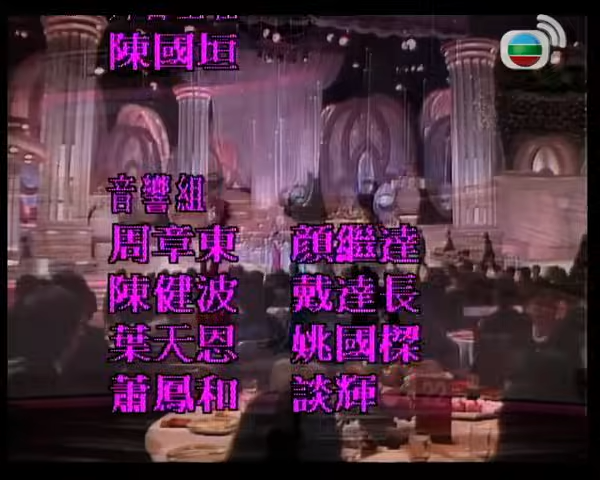 陳國垣
音響組
周章東 顏繼達
陳健波 戴達長
葉天恩 姚國樑
蕭鳳和 談輝